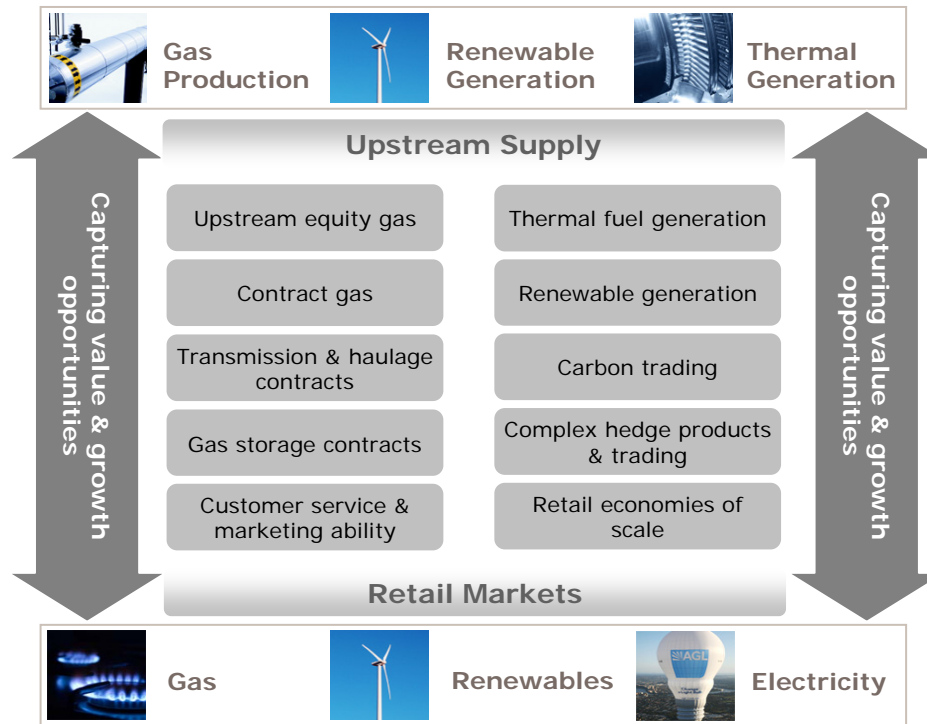 Gas
Production
Renewable
Generation
Thermal
Generation
Upstream Supply
Capturing value & growth
opportunities
Upstream equity gas
Thermal fuel generation
Contract gas
Renewable generation
Transmission & haulage
contracts
Carbon trading
Gas storage contracts
Complex hedge products
& trading
Customer service &
marketing ability
Retail economies of
scale
Capturing value & growth
opportunities
Retail Markets
Gas
Renewables
AGL
Electricity